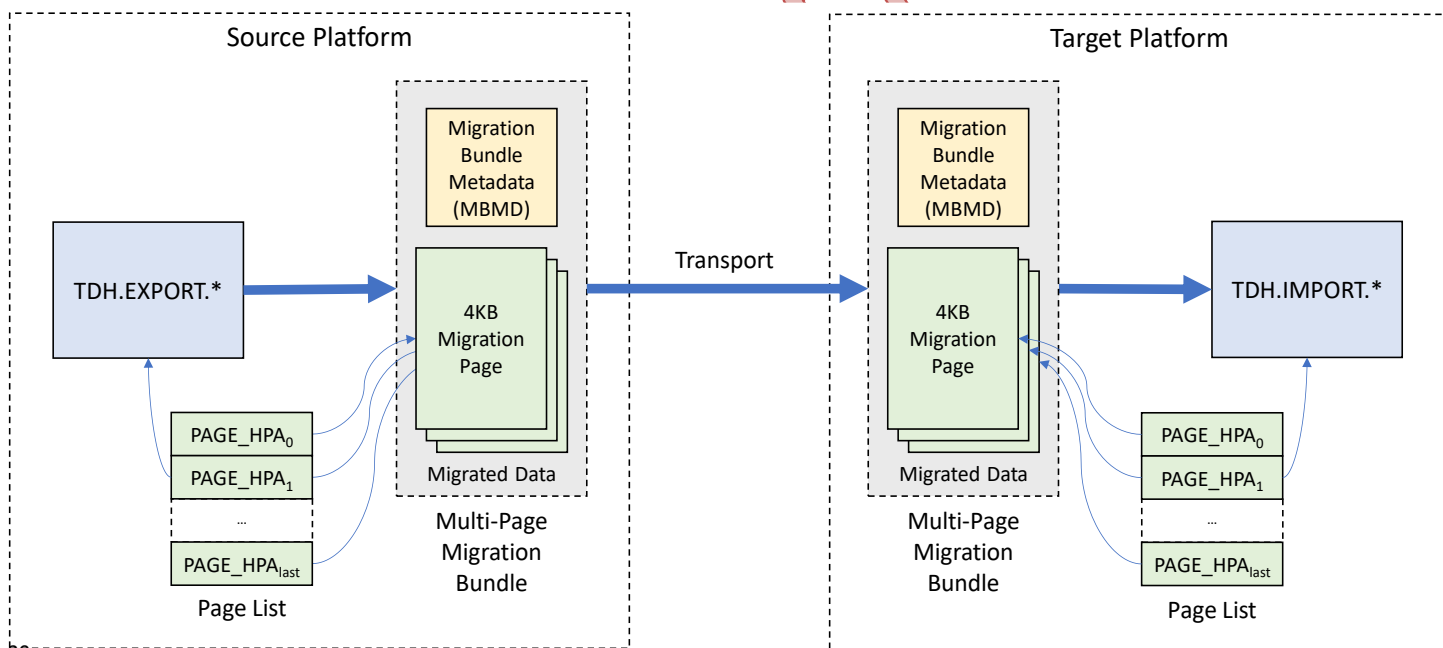 Source Platform
Target Platform
Migration
Bundle
Metadata
(MBMD)
Migration
Bundle
Metadata
(MBMD)
TDH.EXPORT.*
Transport
TDH.IMPORT.*
4KB
Migration
Page
4KB
Migration
Page
PAGE_HPA0
PAGE_HPA1
...
PAGE_HPAlast
Page List
Migrated Data
Multi-Page
Migration
Bundle
Migrated Data
Multi-Page
Migration
Bundle
PAGE_HPA0
PAGE_HPA1
...
PAGE_HPAlast
Page List